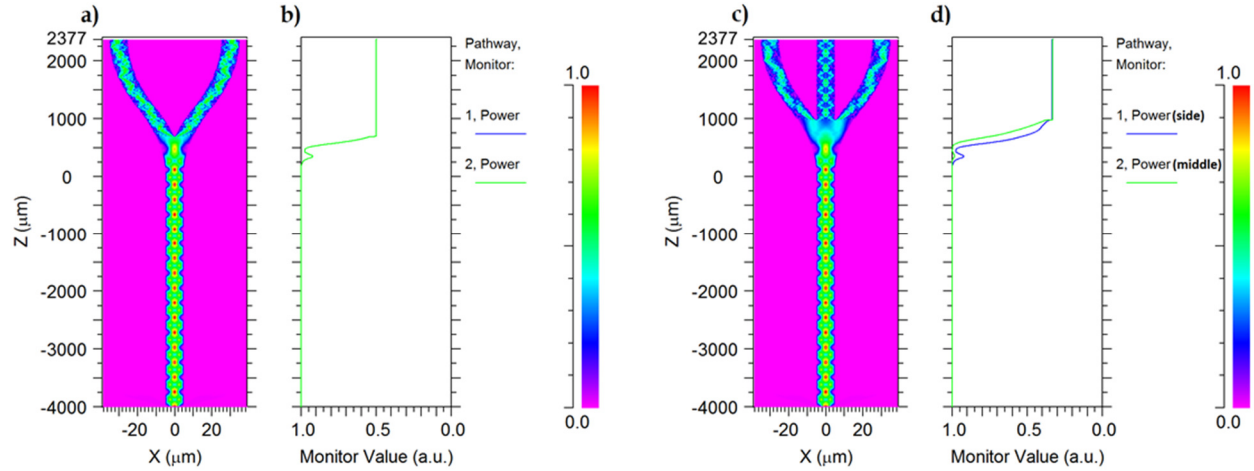 a)
2377
2000
1000
0
-1000
-2000
-3000
-4000
Z (μm)
-20 0 20
X (μm)
b)
1.0 0.5 0.0
Monitor Value (a.u.)
Pathway,
Monitor:
1, Power
2, Power
1.0
0.0
c)
2377
2000
1000
0
-1000
-2000
-3000
-4000
Z (μm)
-20 0 20
X (μm)
d)
1.0 0.5 0.0
Monitor Value (a.u.)
Pathway,
Monitor:
1, Power(side)
2, Power(middle)
1.0
0.0